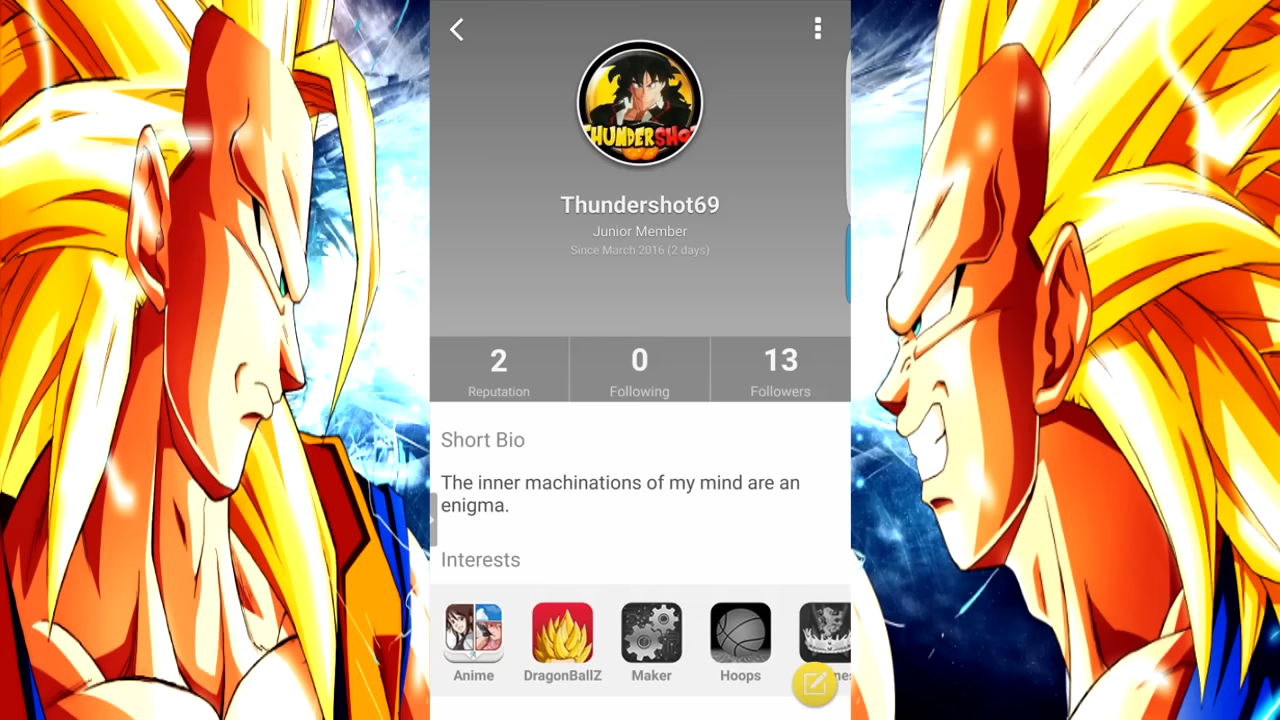 THUNDERSHOT
Thundershot69
Junior Member
Since March 2016 (2 days)
2 0 13
Reputation Following Followers
Short Bio
The inner machinations of my mind are an
enigma.
Interests
Anime DragonBallZ Maker Hoops